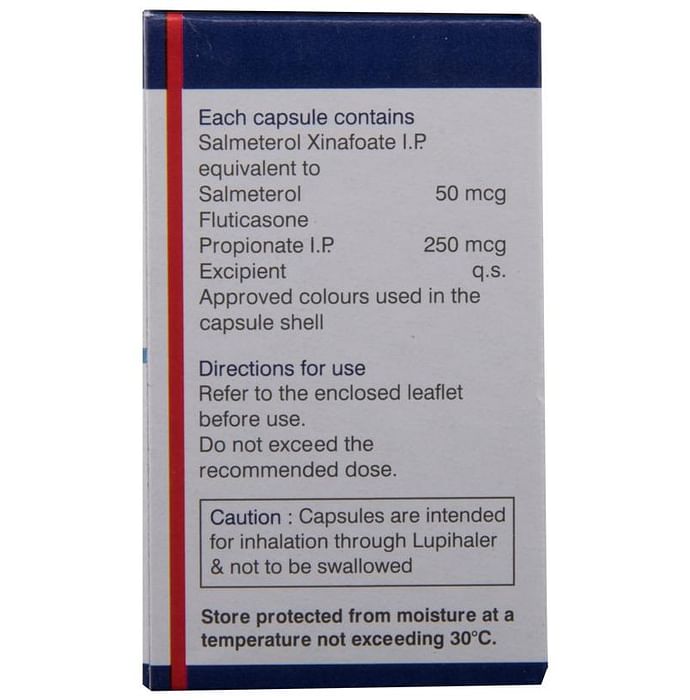 Each capsule contains
Salmeterol Xinafoate I.P.
equivalent to
Salmeterol 50 mcg
Fluticasone
Propionate I.P. 250 mcg
Excipient q.s.
Approved colours used in the
capsule shell
Directions for use
Refer to the enclosed leaflet
before use.
Do not exceed the
recommended dose.
Caution : Capsules are intended
for inhalation through Lupihaler
& not to be swallowed
Store protected from moisture at a
temperature not exceeding 30°C.